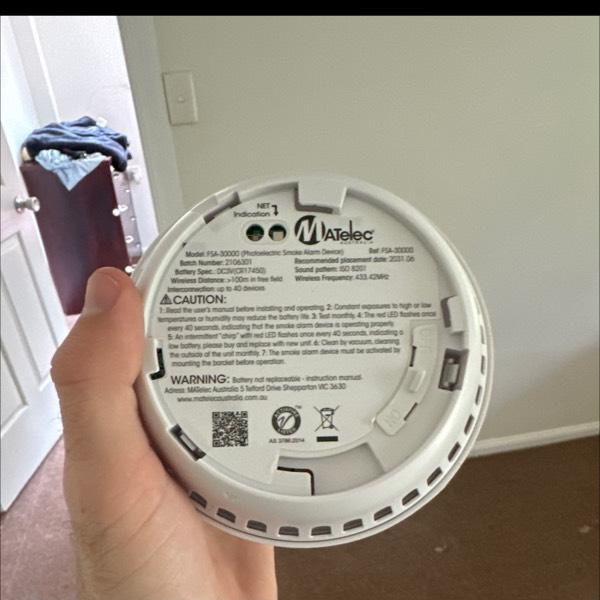 NET
Indication
MATelec
AUSTRALIA
Model: FSA-30000 (Photoelectric Smoke Alarm Device) Ref: FSA-30000
Batch Number: 2106301 Recommended placement date: 2031. 06
Battery Spec.: DC3V(CR17450) Sound pattern: ISO 8201
Wireless Distance: >100m in free field Wireless Frequency: 433.42MHz
Interconnection: up to 40 devices
CAUTION:
1: Read the user's manual before installing and operating. 2: Constant exposures to high or low
temperatures or humidity may reduce the battery life. 3: Test monthly. 4: The red LED flashes once
every 40 seconds, indicating that the smoke alarm device is operating properly.
5: An intermittent "chirp" with red LED flashes once every 40 seconds, indicating a
low battery, please buy and replace with new unit. 6: Clean by vacuum, cleaning
the outside of the unit monthly. 7: The smoke alarm device must be activated by
mounting the bracket before operation.
WARNING: Battery not replaceable - instruction manual.
Adress: MATelec Australia 5 Telford Drive Shepparton VIC 3630
www.matelecaustralia.com.au
AS 3786:2014
ON